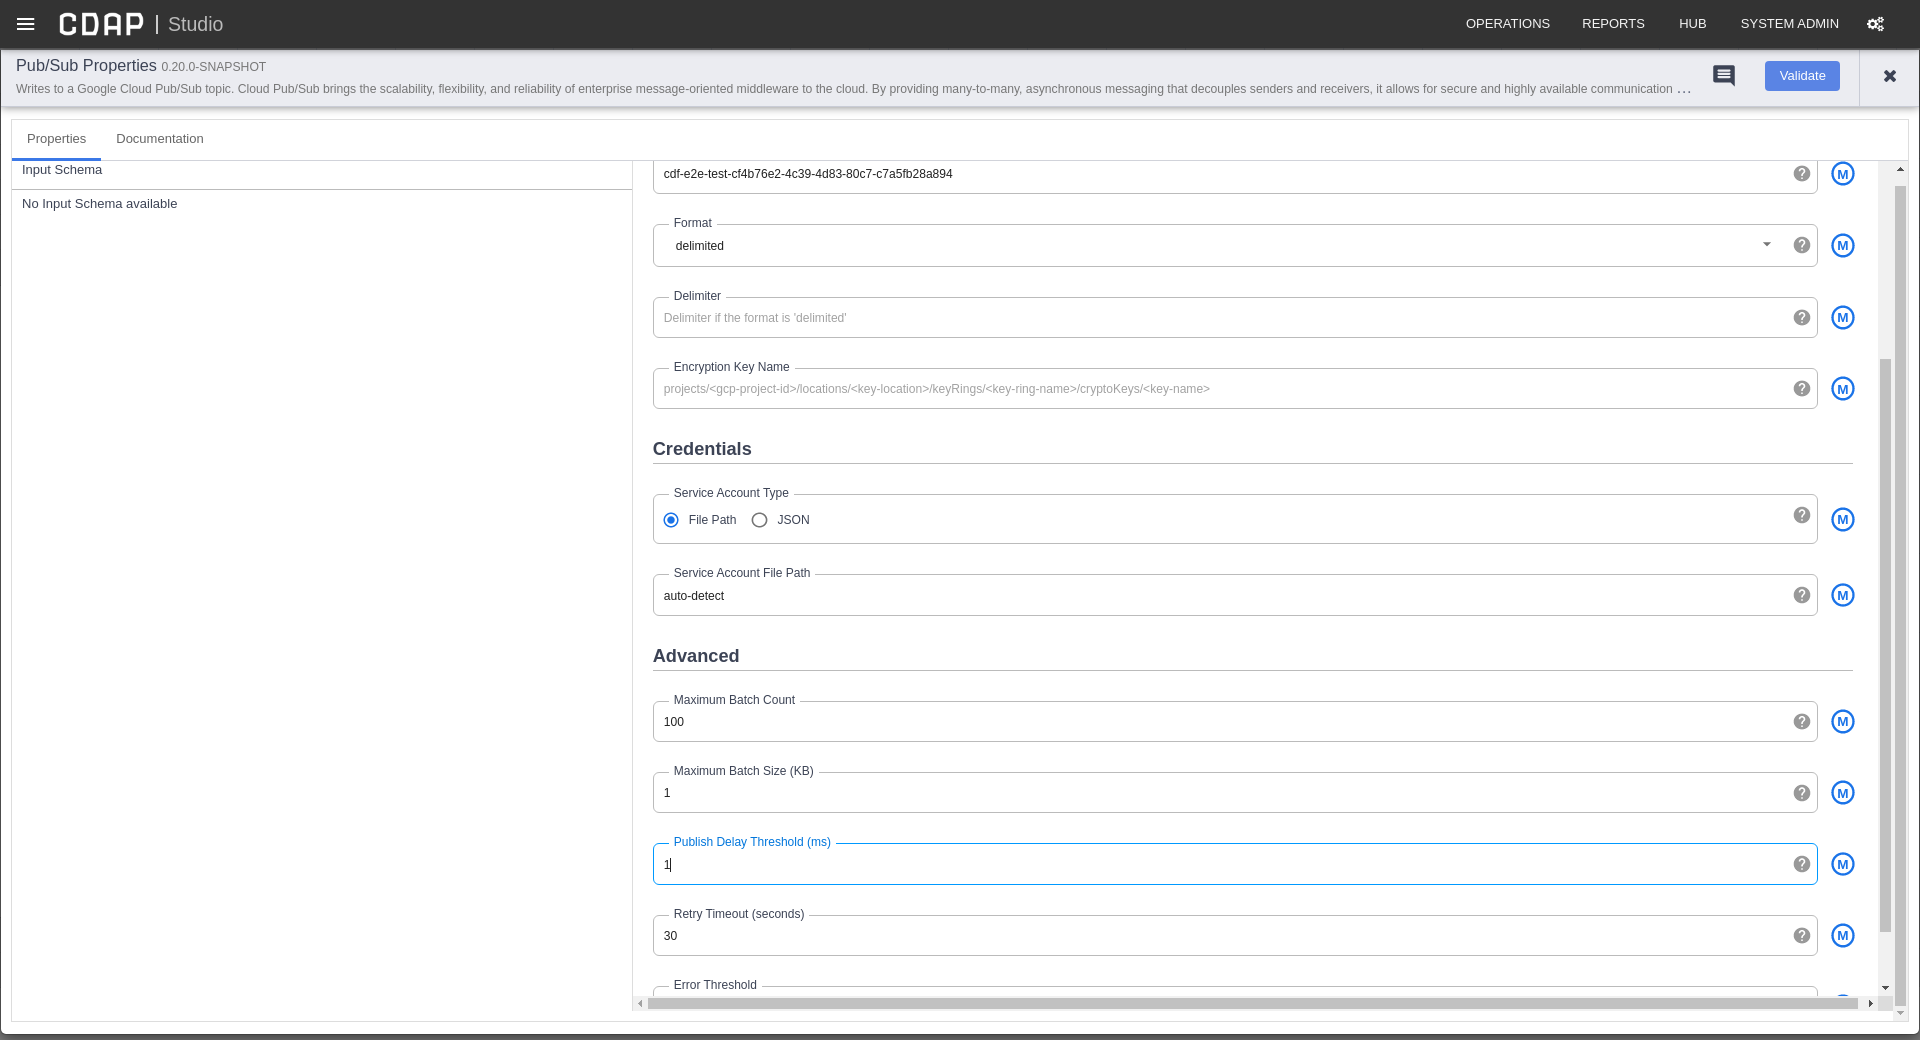 CDAP | Studio
OPERATIONS REPORTS HUB SYSTEM ADMIN
Pub/Sub Properties 0.20.0-SNAPSHOT
Writes to a Google Cloud Pub/Sub topic. Cloud Pub/Sub brings the scalability, flexibility, and reliability of enterprise message-oriented middleware to the cloud. By providing many-to-many, asynchronous messaging that decouples senders and receivers, it allows for secure and highly available communication ...
Validate
Properties Documentation
Input Schema
No Input Schema available
cdf-e2e-test-cf4b76e2-4c39-4d83-80c7-c7a5fb28a894
M
Format
delimited
M
Delimiter
Delimiter if the format is 'delimited'
M
Encryption Key Name
projects/<gcp-project-id>/locations/<key-location>/keyRings/<key-ring-name>/cryptoKeys/<key-name>
M
Credentials
Service Account Type
File Path JSON
M
Service Account File Path
auto-detect
M
Advanced
Maximum Batch Count
100
M
Maximum Batch Size (KB)
1
M
Publish Delay Threshold (ms)
1
M
Retry Timeout (seconds)
30
M
Error Threshold